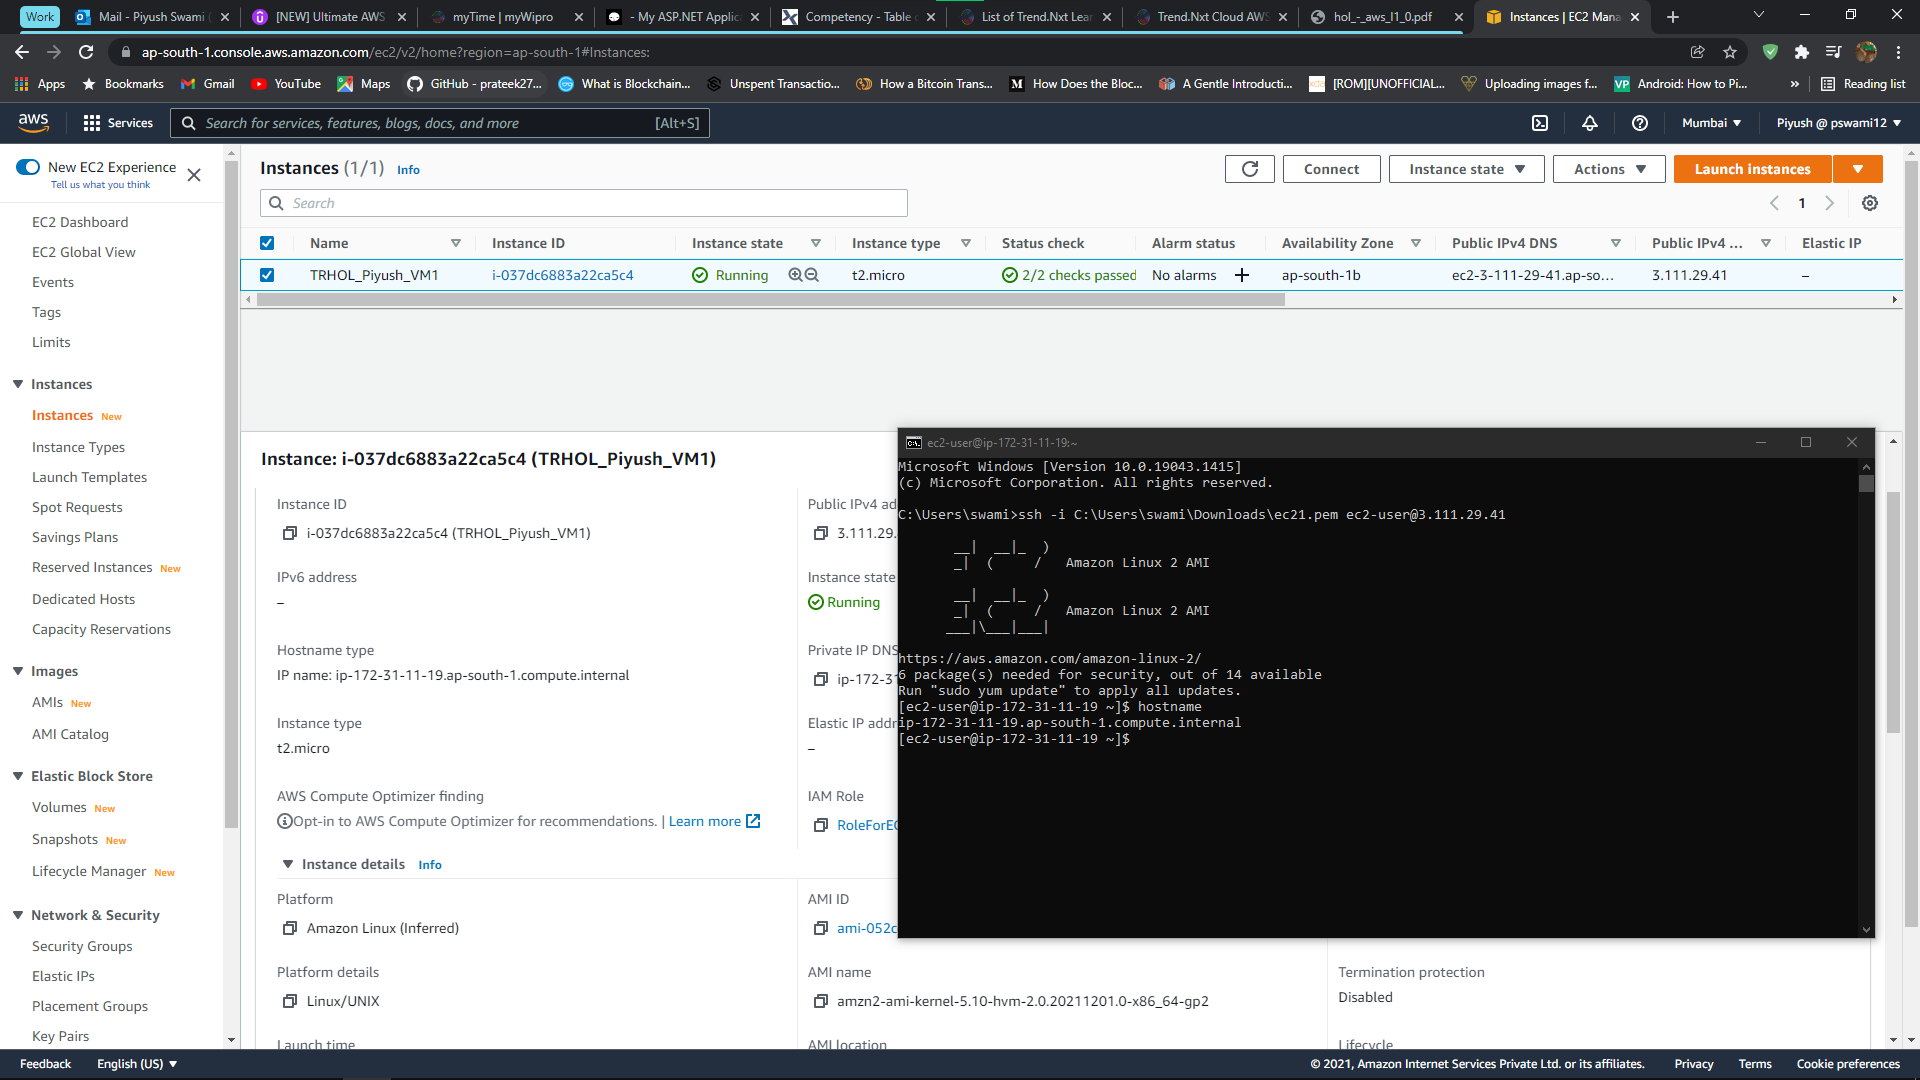 Work
Mail - Piyush Swami (
[NEW] Ultimate AWS
myTime | myWipro
- My ASP.NET Applic
Competency - Table
List of Trend.Nxt Lea
Trend.Nxt Cloud AWS
hol_-_aws_l1_0.pdf
Instances | EC2 Mana
ap-south-1.console.aws.amazon.com/ec2/v2/home?region=ap-south-1#Instances:
Apps
Bookmarks
Gmail
YouTube
Maps
GitHub - prateek27...
What is Blockchain...
Unspent Transactio...
How a Bitcoin Trans...
How Does the Bloc...
A Gentle Introducti...
[ROM][UNOFFICIAL...
Uploading images f...
Android: How to Pi...
»
Reading list
aws
Services
Search for services, features, blogs, docs, and more
[Alt+S]
Mumbai ▼
Piyush @ pswami12 ▼
New EC2 Experience
Tell us what you think
EC2 Dashboard
EC2 Global View
Events
Tags
Limits
Instances
Instances New
Instance Types
Launch Templates
Spot Requests
Savings Plans
Reserved Instances New
Dedicated Hosts
Capacity Reservations
Images
AMIs New
AMI Catalog
Elastic Block Store
Volumes New
Snapshots New
Lifecycle Manager New
Network & Security
Security Groups
Elastic IPs
Placement Groups
Key Pairs
Instances (1/1) Info
Connect
Instance state ▼
Actions ▼
Launch instances
Search
1
Name
Instance ID
Instance state
Instance type
Status check
Alarm status
Availability Zone
Public IPv4 DNS
Public IPv4 ...
Elastic IP
TRHOL_Piyush_VM1
i-037dc6883a22ca5c4
Running
t2.micro
2/2 checks passed
No alarms +
ap-south-1b
ec2-3-111-29-41.ap-so...
3.111.29.41
–
Instance: i-037dc6883a22ca5c4 (TRHOL_Piyush_VM1)
Instance ID
i-037dc6883a22ca5c4 (TRHOL_Piyush_VM1)
Public IPv4 ad
3.111.29.
IPv6 address
–
Instance state
Running
Hostname type
IP name: ip-172-31-11-19.ap-south-1.compute.internal
Private IP DNS
ip-172-31
Instance type
t2.micro
Elastic IP addr
–
AWS Compute Optimizer finding
Opt-in to AWS Compute Optimizer for recommendations. | Learn more
IAM Role
RoleForEC
Instance details Info
Platform
Amazon Linux (Inferred)
AMI ID
ami-052c
Platform details
Linux/UNIX
AMI name
amzn2-ami-kernel-5.10-hvm-2.0.20211201.0-x86_64-gp2
Termination protection
Disabled
Launch time
AMI location
Lifecycle
ec2-user@ip-172-31-11-19:~
Microsoft Windows [Version 10.0.19043.1415]
(c) Microsoft Corporation. All rights reserved.
C:\Users\swami>ssh -i C:\Users\swami\Downloads\ec21.pem ec2-user@3.111.29.41
__|  __|_  )
_|  (     /   Amazon Linux 2 AMI
__|  __|_  )
_|  (     /   Amazon Linux 2 AMI
___|\___|___|
https://aws.amazon.com/amazon-linux-2/
6 package(s) needed for security, out of 14 available
Run "sudo yum update" to apply all updates.
[ec2-user@ip-172-31-11-19 ~]$ hostname
ip-172-31-11-19.ap-south-1.compute.internal
[ec2-user@ip-172-31-11-19 ~]$
Feedback
English (US) ▼
© 2021, Amazon Internet Services Private Ltd. or its affiliates.
Privacy
Terms
Cookie preferences